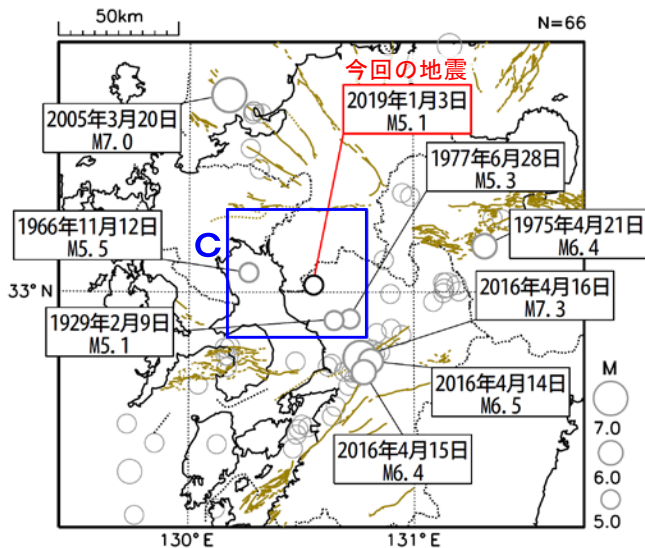 50km
N=66
今回の地震
2019年1月3日
M5.1
2005年3月20日
M7.0
1977年6月28日
M5.3
1966年11月12日
M5.5
C
1975年4月21日
M6.4
33°N
2016年4月16日
M7.3
1929年2月9日
M5.1
2016年4月14日
M6.5
2016年4月15日
M6.4
M
7.0
6.0
5.0
130°E
131°E